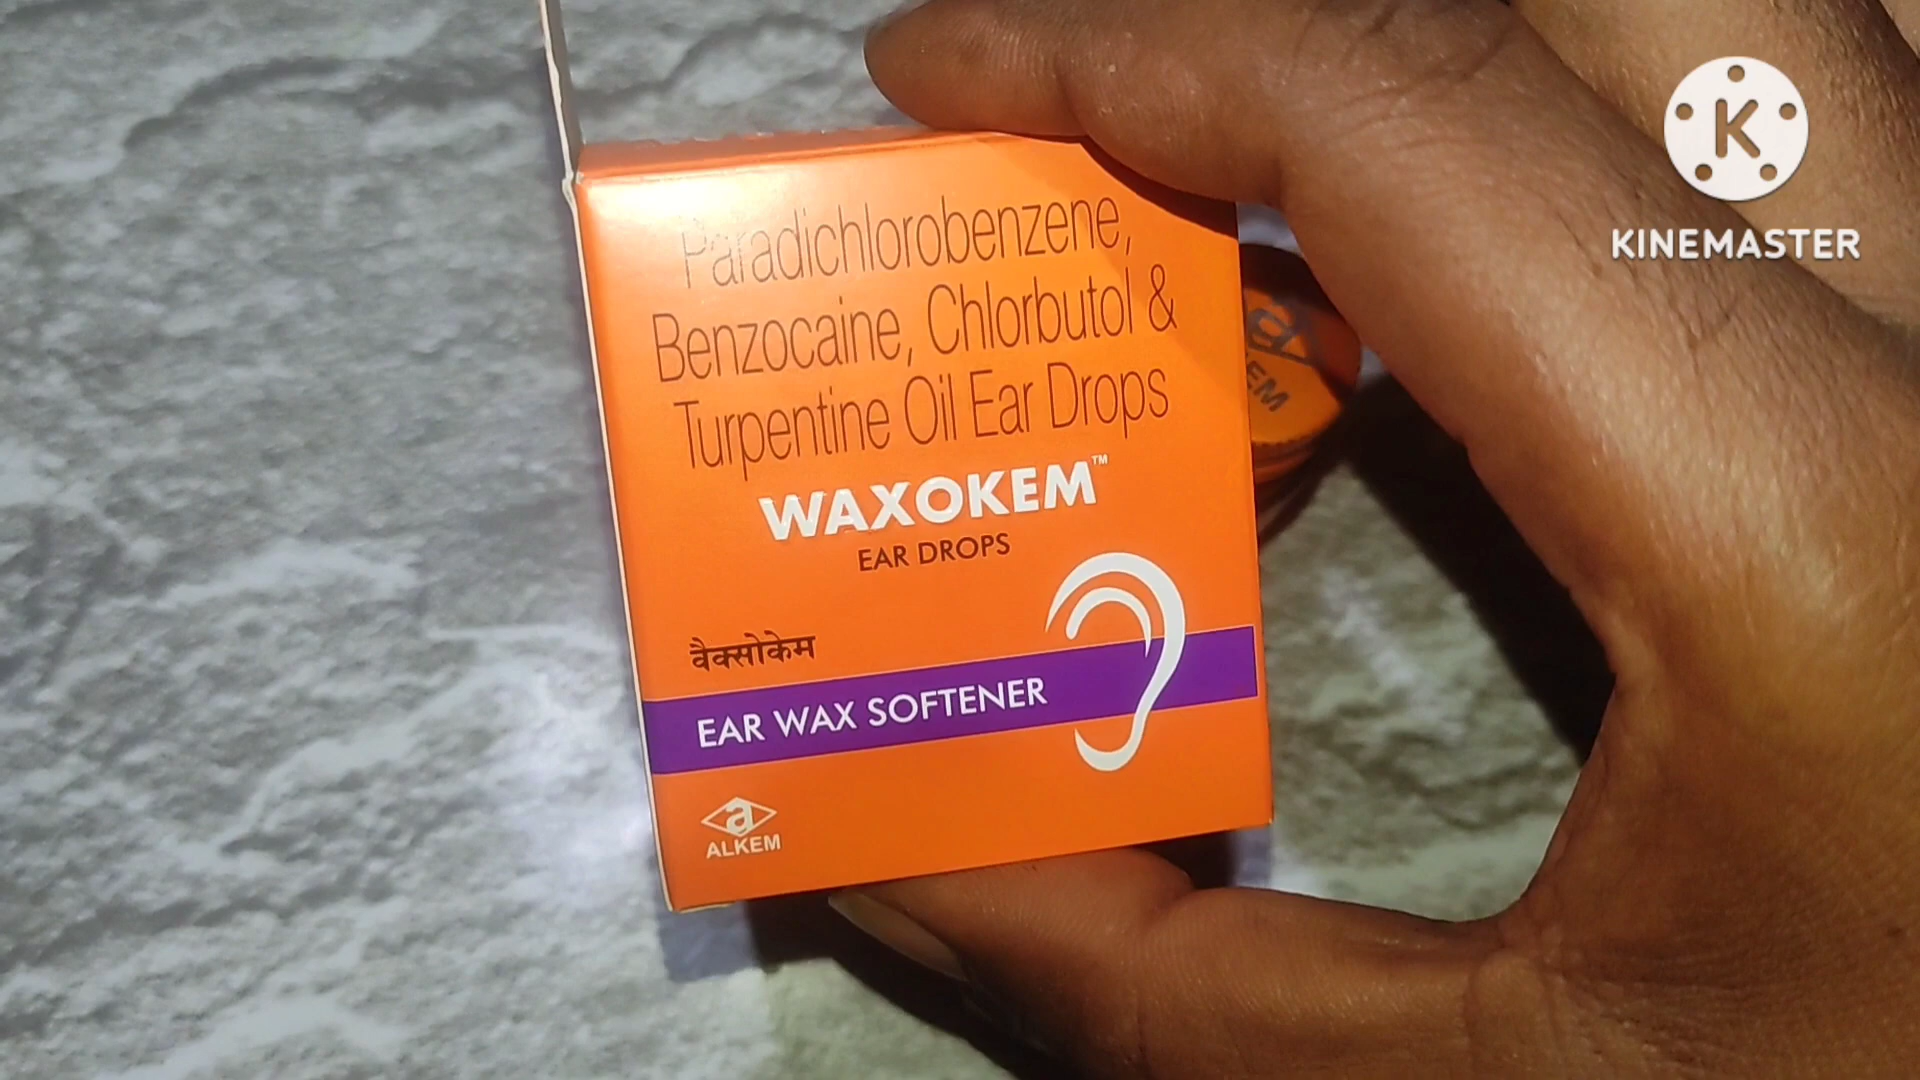 Paradichlorobenzene,
Benzocaine, Chlorbutol &
Turpentine Oil Ear Drops
WAXOKEM™
EAR DROPS
वैक्सोकेम
EAR WAX SOFTENER
a
ALKEM
K
KINEMASTER